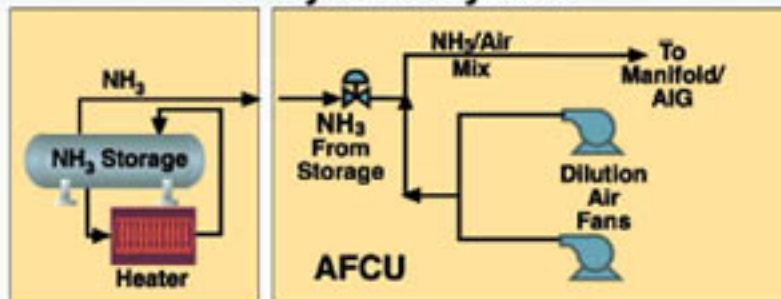 NH₃
NH₃ Storage
Heater
NH₃
From
Storage
NH₃/Air
Mix
To
Manifold/
AIG
Dilution
Air
Fans
AFCU